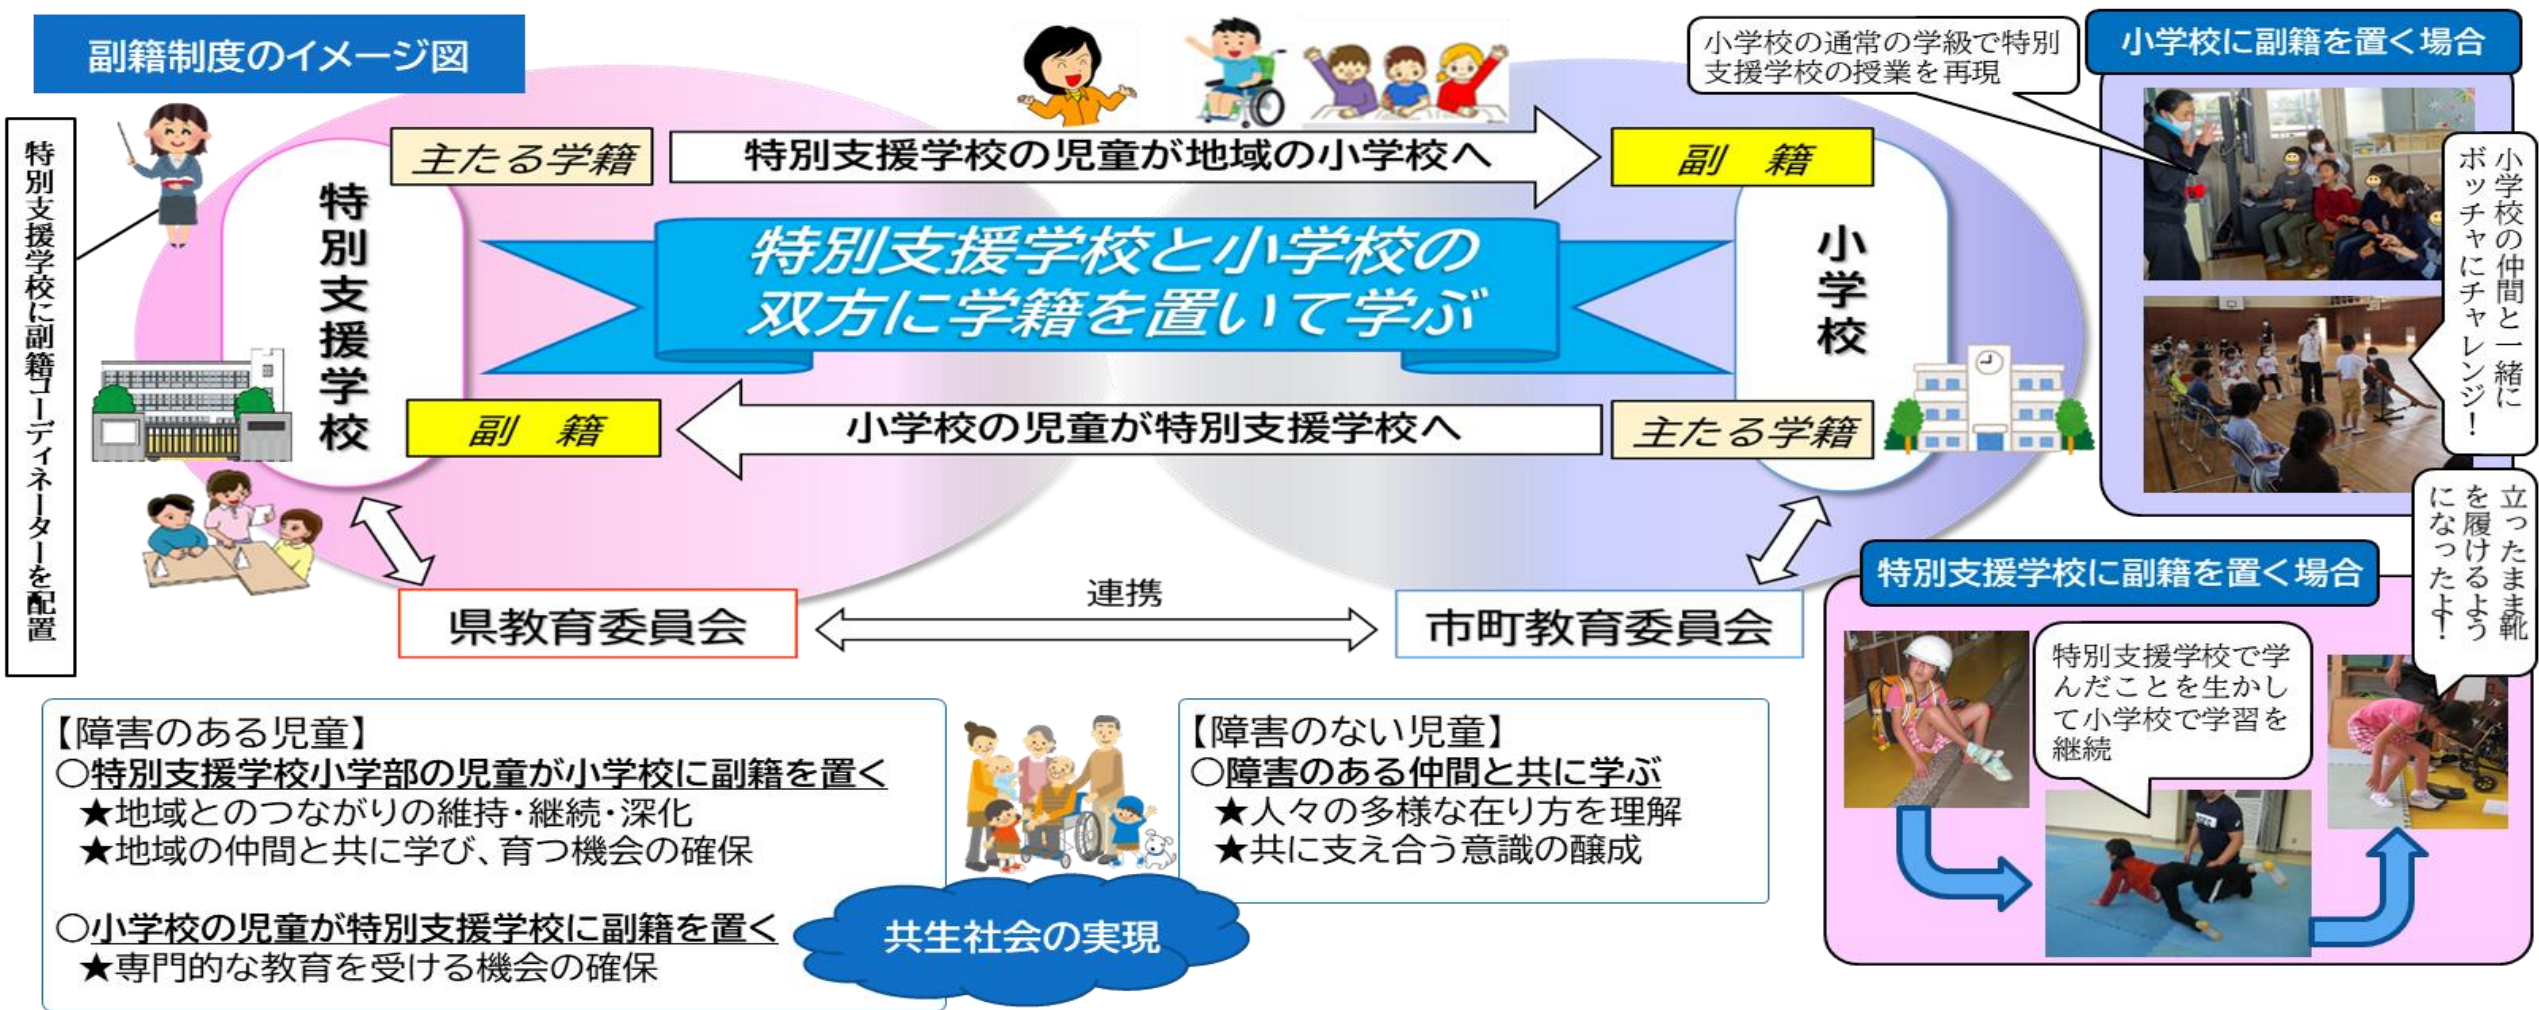 副籍制度のイメージ図
特別支援学校に副籍コーディネーターを配置
特別支援学校
主たる学籍
特別支援学校の児童が地域の小学校へ
副　籍
特別支援学校と小学校の
双方に学籍を置いて学ぶ
小学校
副　籍
小学校の児童が特別支援学校へ
主たる学籍
県教育委員会
連携
市町教育委員会
小学校に副籍を置く場合
小学校の通常の学級で特別
支援学校の授業を再現
小学校の仲間と一緒に
ボッチャにチャレンジ！
特別支援学校に副籍を置く場合
特別支援学校で学
んだことを生かし
て小学校で学習を
継続
立ったまま靴
を履けるよう
になったよ！
【障害のある児童】
○特別支援学校小学部の児童が小学校に副籍を置く
★地域とのつながりの維持・継続・深化
★地域の仲間と共に学び、育つ機会の確保
○小学校の児童が特別支援学校に副籍を置く
★専門的な教育を受ける機会の確保
【障害のない児童】
○障害のある仲間と共に学ぶ
★人々の多様な在り方を理解
★共に支え合う意識の醸成
共生社会の実現